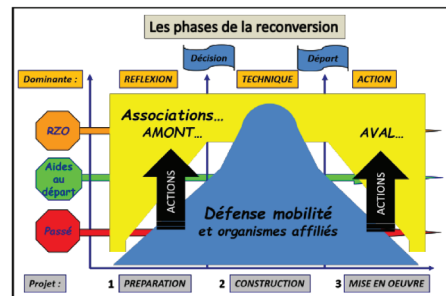 Les phases de la reconversion
Décision
Départ
Dominante :
REFLEXION
TECHNIQUE
ACTION
Associations...
AMONT...
AVAL...
RZO
Aides
au
départ
Passé
ACTIONS
ACTIONS
Défense mobilité
et organismes affiliés
Projet :
1 PREPARATION
2 CONSTRUCTION
3 MISE EN OEUVRE